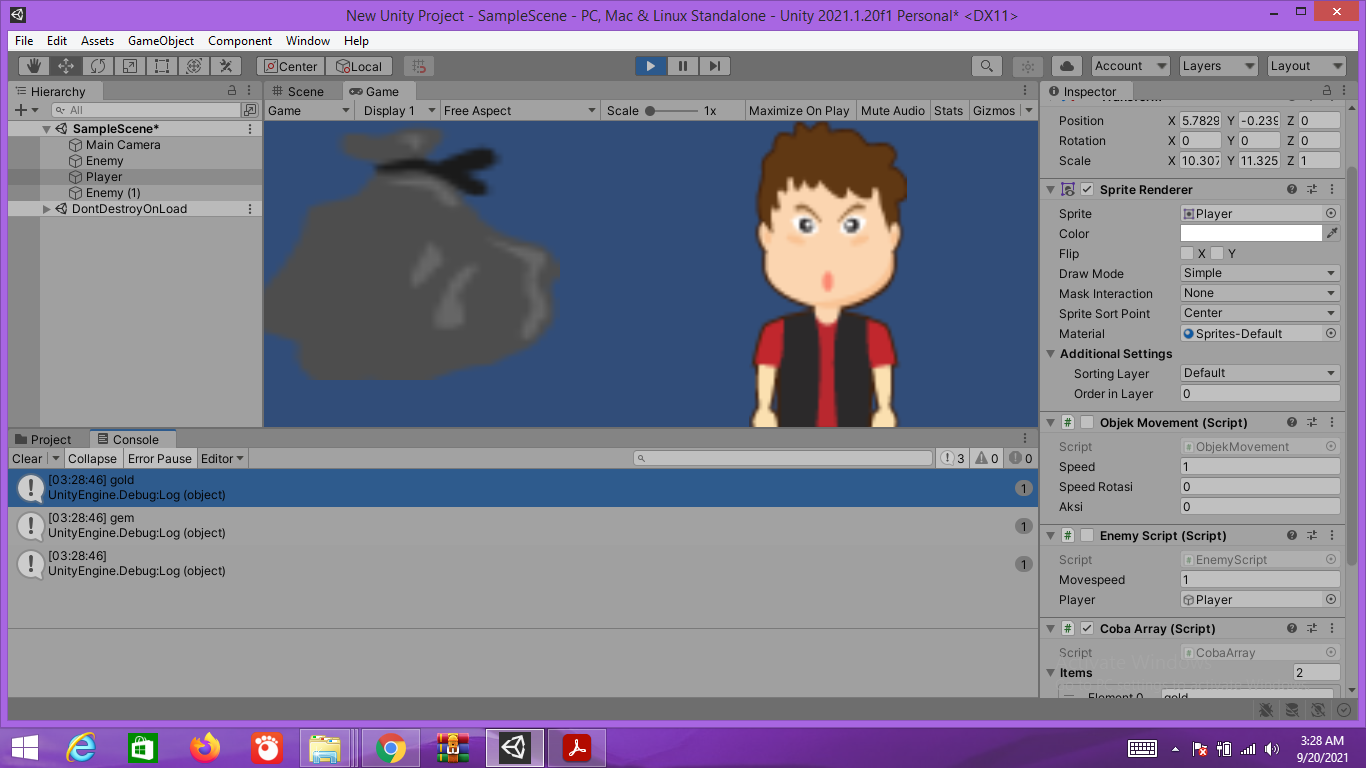 New Unity Project - SampleScene - PC, Mac & Linux Standalone - Unity 2021.1.20f1 Personal* <DX11>
File Edit Assets GameObject Component Window Help
Center Local Account Layers Layout
Hierarchy
All
SampleScene*
Main Camera
Enemy
Player
Enemy (1)
DontDestroyOnLoad
Scene Game
Game Display 1 Free Aspect Scale 1x Maximize On Play Mute Audio Stats Gizmos
Project Console
Clear Collapse Error Pause Editor 3 0 0
[03:28:46] gold
UnityEngine.Debug:Log (object) 1
[03:28:46] gem
UnityEngine.Debug:Log (object) 1
[03:28:46]
UnityEngine.Debug:Log (object) 1
Inspector
Position X 5.7829 Y -0.239 Z 0
Rotation X 0 Y 0 Z 0
Scale X 10.307 Y 11.325 Z 1
Sprite Renderer
Sprite Player
Color
Flip X Y
Draw Mode Simple
Mask Interaction None
Sprite Sort Point Center
Material Sprites-Default
Additional Settings
Sorting Layer Default
Order in Layer 0
# Objek Movement (Script)
Script ObjekMovement
Speed 1
Speed Rotasi 0
Aksi 0
# Enemy Script (Script)
Script EnemyScript
Movespeed 1
Player Player
# Coba Array (Script)
Script CobaArray
Items 2
Element 0 gold
3:28 AM
9/20/2021